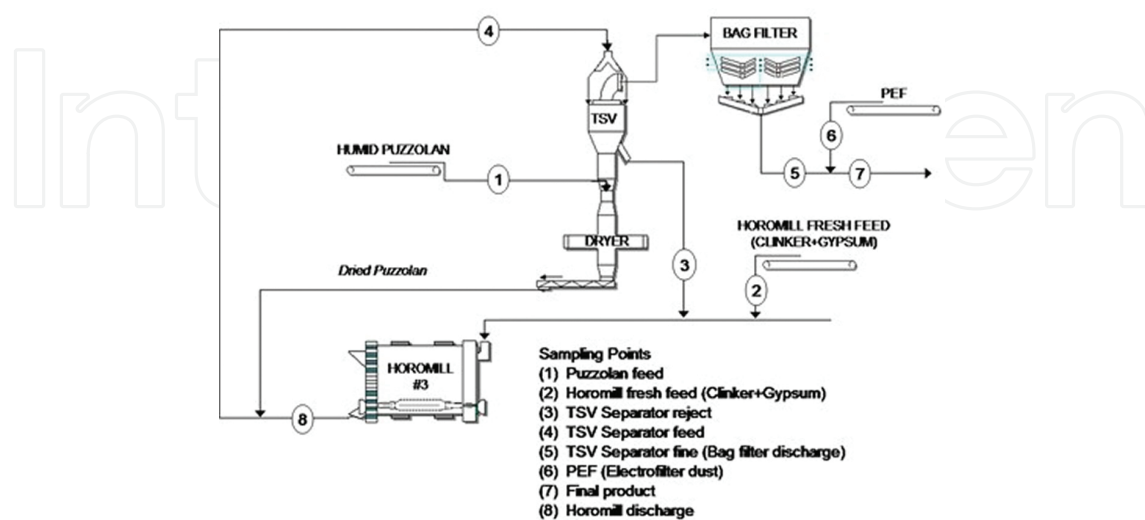 4
BAG FILTER
PEF
TSV
6
HUMID PUZZOLAN
1
5
7
HOROMILL FRESH FEED
(CLINKER+GYPSUM)
DRYER
3
Dried Puzzolan
2
HOROMILL
#3
8
Sampling Points
(1) Puzzolan feed
(2) Horomill fresh feed (Clinker+Gypsum)
(3) TSV Separator reject
(4) TSV Separator feed
(5) TSV Separator fine (Bag filter discharge)
(6) PEF (Electrofilter dust)
(7) Final product
(8) Horomill discharge